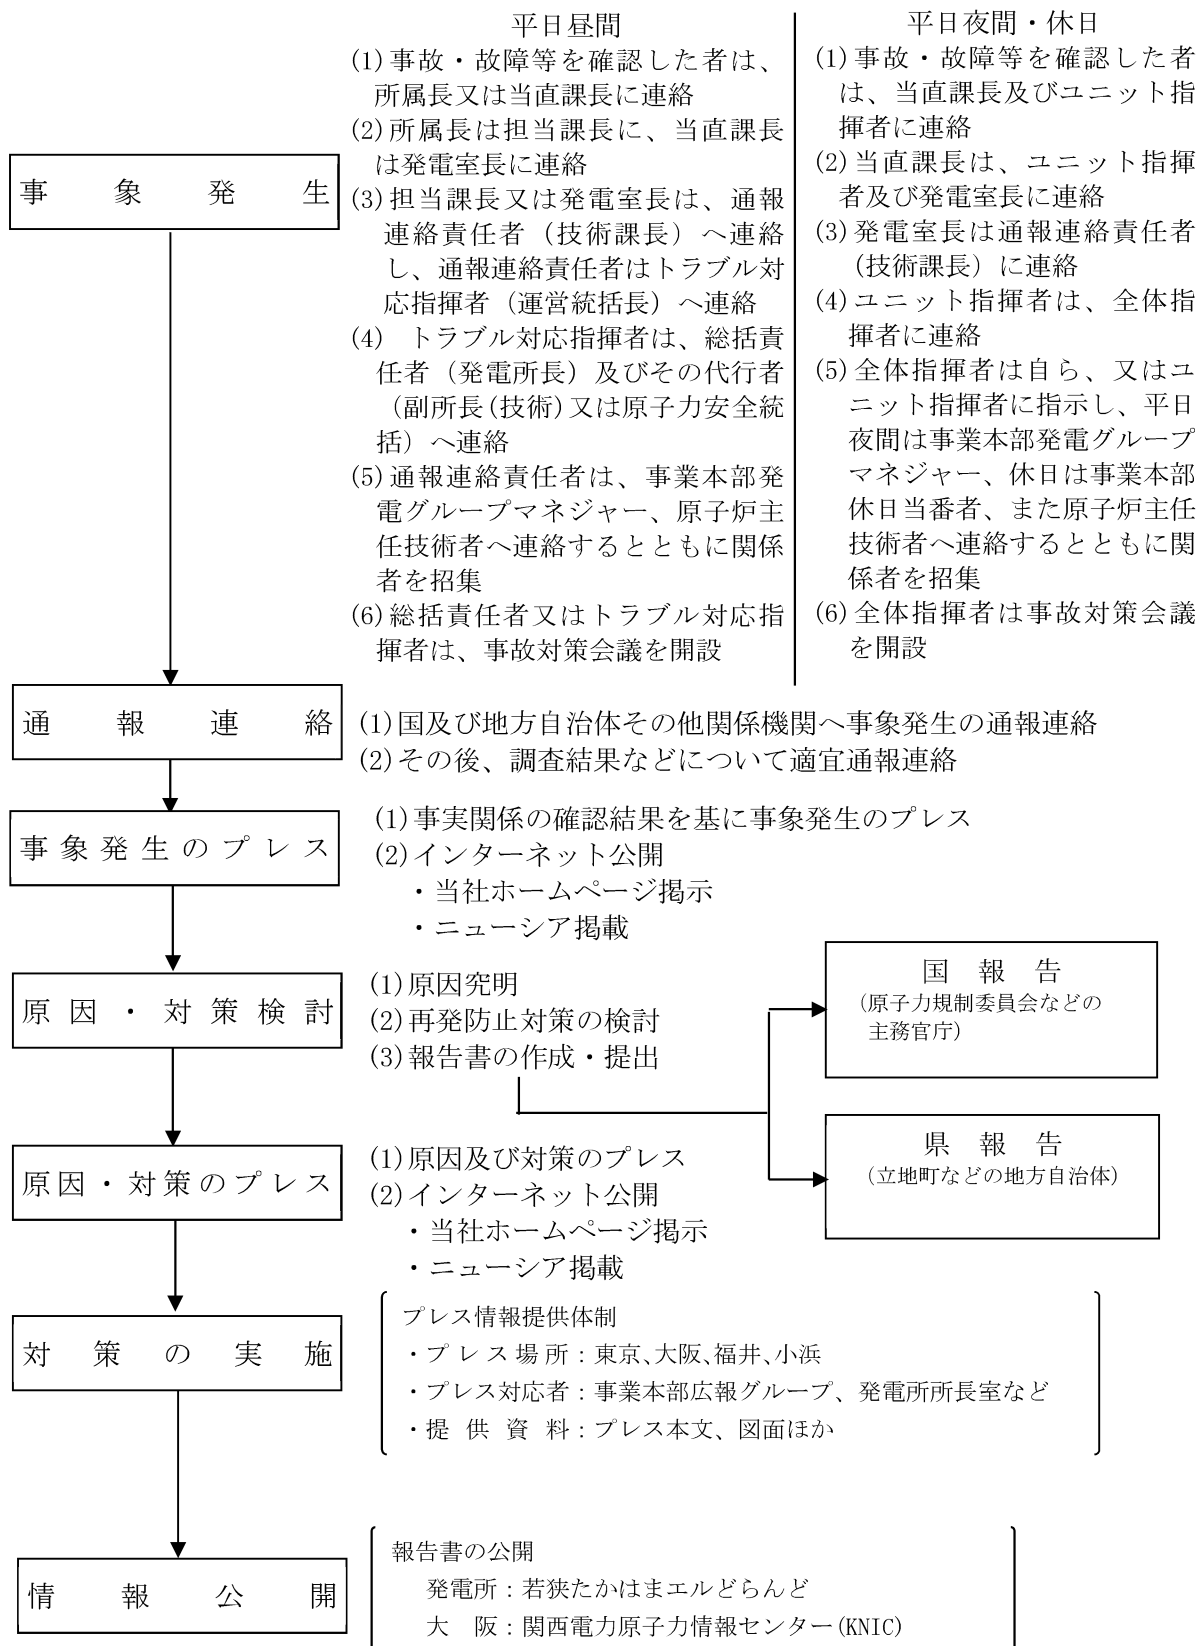 平日昼間
(1)事故・故障等を確認した者は、
所属長又は当直課長に連絡
(2)所属長は担当課長に、当直課長
は発電室長に連絡
(3)担当課長又は発電室長は、通報
連絡責任者（技術課長）へ連絡
し、通報連絡責任者はトラブル対
応指揮者（運営統括長）へ連絡
(4)　トラブル対応指揮者は、総括責
任者（発電所長）及びその代行者
（副所長(技術)又は原子力安全統
括）へ連絡
(5)通報連絡責任者は、事業本部発
電グループマネジャー、原子炉主
任技術者へ連絡するとともに関係
者を招集
(6)総括責任者又はトラブル対応指
揮者は、事故対策会議を開設
平日夜間・休日
(1)事故・故障等を確認した者
は、当直課長及びユニット指
揮者に連絡
(2)当直課長は、ユニット指揮
者及び発電室長に連絡
(3)発電室長は通報連絡責任者
（技術課長）に連絡
(4)ユニット指揮者は、全体指
揮者に連絡
(5)全体指揮者は自ら、又はユ
ニット指揮者に指示し、平日
夜間は事業本部発電グループ
マネジャー、休日は事業本部
休日当番者、また原子炉主任
技術者へ連絡するとともに関
係者を招集
(6)全体指揮者は事故対策会議
を開設
事象発生
通報連絡
(1)国及び地方自治体その他関係機関へ事象発生の通報連絡
(2)その後、調査結果などについて適宜通報連絡
事象発生のプレス
(1)事実関係の確認結果を基に事象発生のプレス
(2)インターネット公開
・当社ホームページ掲示
・ニューシア掲載
原因・対策検討
(1)原因究明
(2)再発防止対策の検討
(3)報告書の作成・提出
国報告
（原子力規制委員会などの
主務官庁）
県報告
（立地町などの地方自治体）
原因・対策のプレス
(1)原因及び対策のプレス
(2)インターネット公開
・当社ホームページ掲示
・ニューシア掲載
対策の実施
プレス情報提供体制
・プレス場所：東京、大阪、福井、小浜
・プレス対応者：事業本部広報グループ、発電所所長室など
・提供資料：プレス本文、図面ほか
情報公開
報告書の公開
発電所：若狭たかはまエルどらんど
大　阪：関西電力原子力情報センター(KNIC)